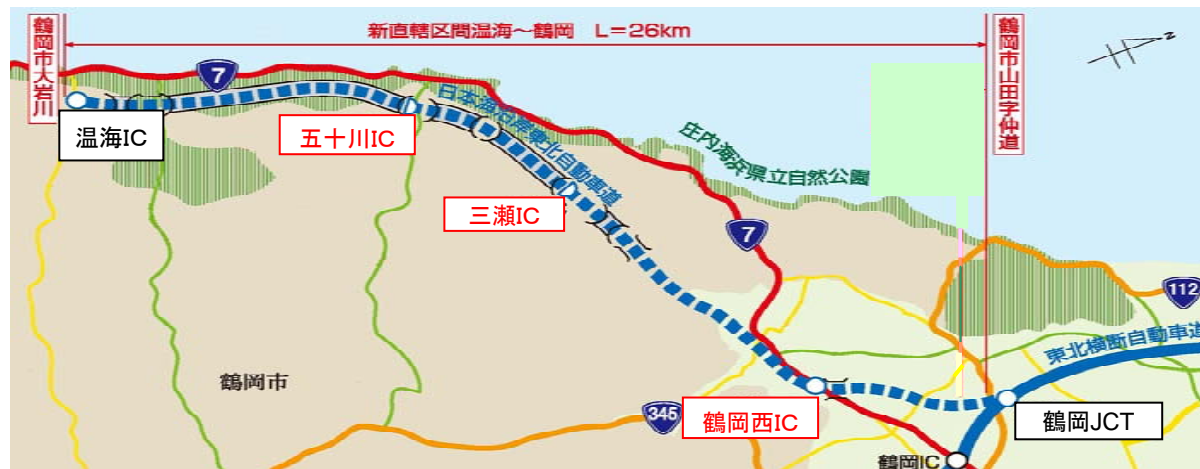 鶴岡市大岩川
新直轄区間温海～鶴岡 L=26km
鶴岡市山田字仲道
7
温海IC
五十川IC
日本海沿岸東北自動車道
庄内海浜県立自然公園
三瀬IC
7
112
東北横断自動車道
鶴岡市
345
鶴岡西IC
鶴岡JCT
鶴岡IC
Z